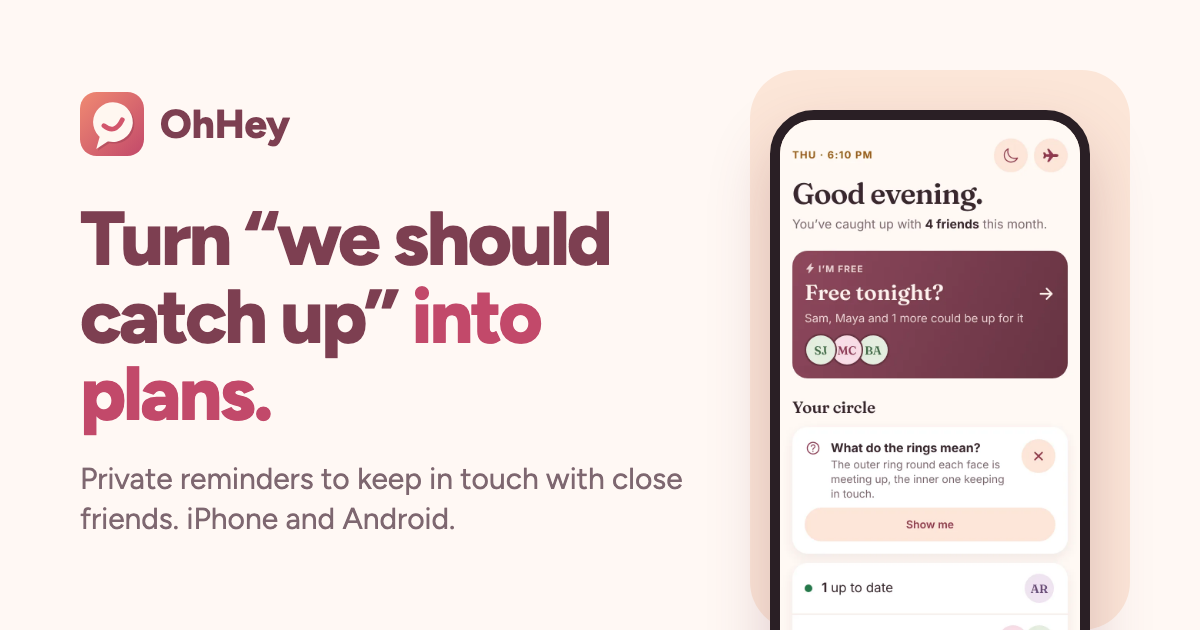 OhHey
Turn “we should
catch up” into
plans.
Private reminders to keep in touch with close
friends. iPhone and Android.
THU · 6:10 PM
Good evening.
You’ve caught up with 4 friends this month.
I’M FREE
Free tonight?
Sam, Maya and 1 more could be up for it
SJ MC BA
Your circle
What do the rings mean?
The outer ring round each face is
meeting up, the inner one keeping
in touch.
Show me
1 up to date
AR